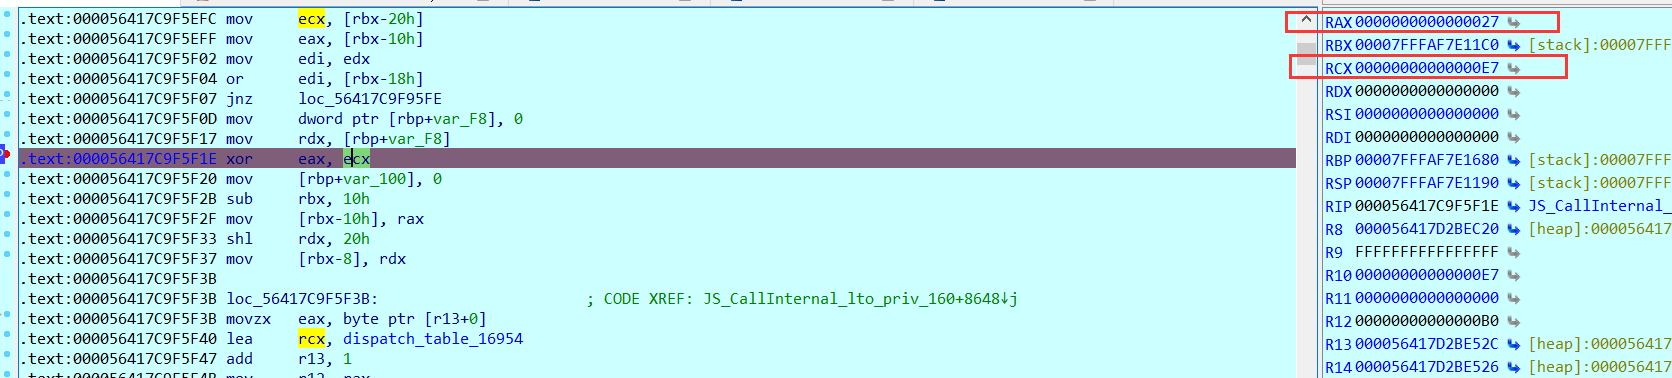 .text:000056417C9F5EFC mov ecx, [rbx-20h]
.text:000056417C9F5EFF mov eax, [rbx-10h]
.text:000056417C9F5F02 mov edi, edx
.text:000056417C9F5F04 or edi, [rbx-18h]
.text:000056417C9F5F07 jnz loc_56417C9F95FE
.text:000056417C9F5F0D mov dword ptr [rbp+var_F8], 0
.text:000056417C9F5F17 mov rdx, [rbp+var_F8]
.text:000056417C9F5F1E xor eax, ecx
.text:000056417C9F5F20 mov [rbp+var_100], 0
.text:000056417C9F5F2B sub rbx, 10h
.text:000056417C9F5F2F mov [rbx-10h], rax
.text:000056417C9F5F33 shl rdx, 20h
.text:000056417C9F5F37 mov [rbx-8], rdx
.text:000056417C9F5F3B
.text:000056417C9F5F3B loc_56417C9F5F3B: ; CODE XREF: JS_CallInternal_lto_priv_160+8648↓j
.text:000056417C9F5F3B movzx eax, byte ptr [r13+0]
.text:000056417C9F5F40 lea rcx, dispatch_table_16954
.text:000056417C9F5F47 add r13, 1
.text:000056417C9F5F4B mov r12, rax
RAX 0000000000000027
RBX 00007FFFAF7E11C0 [stack]:00007FFF
RCX 00000000000000E7
RDX 0000000000000000
RSI 0000000000000000
RDI 0000000000000000
RBP 00007FFFAF7E1680 [stack]:00007FFF
RSP 00007FFFAF7E1190 [stack]:00007FFF
RIP 000056417C9F5F1E JS_CallInternal_
R8 000056417D2BEC20 [heap]:000056417
R9 FFFFFFFFFFFFFFFF
R10 00000000000000E7
R11 0000000000000000
R12 00000000000000B0
R13 000056417D2BE52C [heap]:000056417
R14 000056417D2BE526 [heap]:000056417